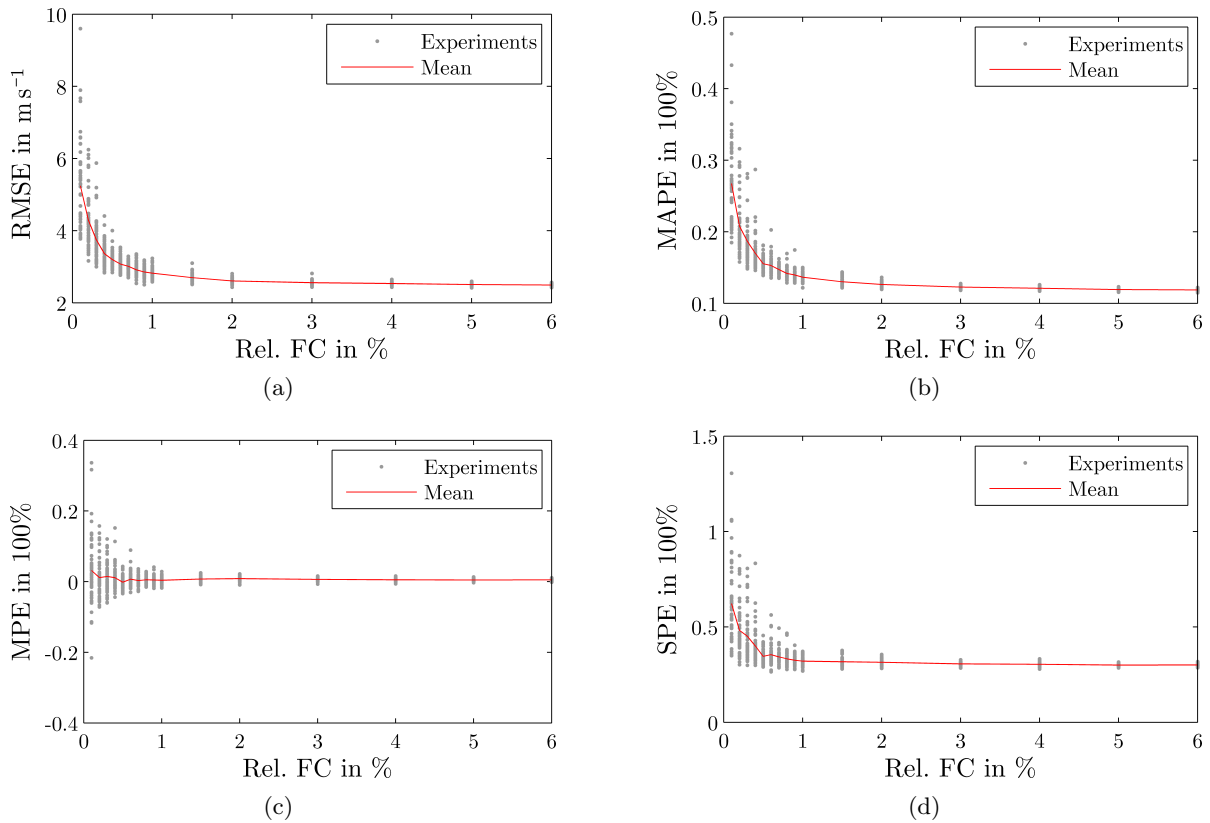 10
8
6
4
2
0
1
2
3
4
5
6
RMSE in m s⁻¹
Rel. FC in %
Experiments
Mean
(a)
0.5
0.4
0.3
0.2
0.1
0
1
2
3
4
5
6
MAPE in 100%
Rel. FC in %
Experiments
Mean
(b)
0.4
0.2
0
-0.2
-0.4
0
1
2
3
4
5
6
MPE in 100%
Rel. FC in %
Experiments
Mean
(c)
1.5
1
0.5
0
0
1
2
3
4
5
6
SPE in 100%
Rel. FC in %
Experiments
Mean
(d)